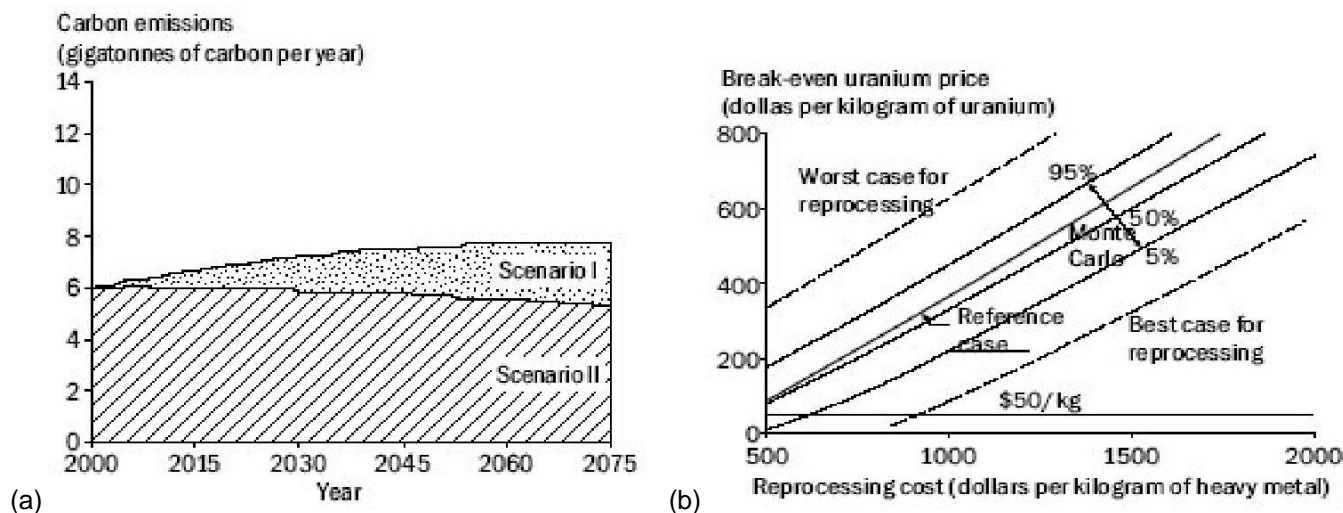 Carbon emissions
(gigatonnes of carbon per year)
14
12
10
8
6
4
2
0
Scenario I
Scenario II
2000 2015 2030 2045 2060 2075
Year
(a)
Break-even uranium price
(dollas per kilogram of uranium)
800
600
400
200
0
Worst case for
reprocessing
95%
50%
Monte
Carlo
5%
Reference
case
Best case for
reprocessing
$50/kg
500 1000 1500 2000
Reprocessing cost (dollars per kilogram of heavy metal)
(b)